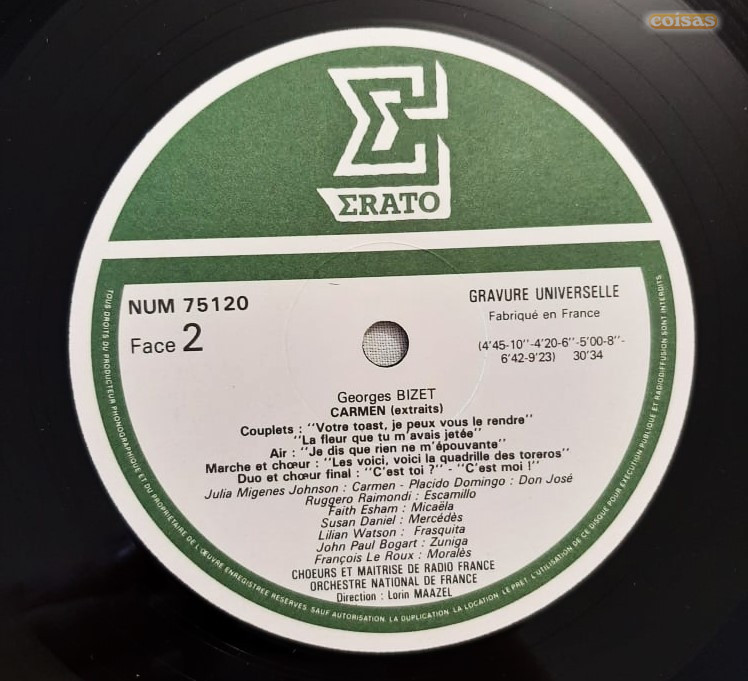 coisas
ΣRATO
NUM 75120
Face 2
GRAVURE UNIVERSELLE
Fabriqué en France
(4'45-10''-4'20-6''-5'00-8''-
6'42-9'23) 30'34
Georges BIZET
CARMEN (extraits)
Couplets : "Votre toast, je peux vous le rendre"
"La fleur que tu m'avais jetée"
Air : "Je dis que rien ne m'épouvante"
Marche et chœur : "Les voici, voici la quadrille des toreros"
Duo et chœur final : "C'est toi ?" - "C'est moi !"
Julia Migenes Johnson : Carmen - Placido Domingo : Don José
Ruggero Raimondi : Escamillo
Faith Esham : Micaëla
Susan Daniel : Mercédès
Lilian Watson : Frasquita
John Paul Bogart : Zuniga
François Le Roux : Moralès
CHOEURS ET MAITRISE DE RADIO FRANCE
ORCHESTRE NATIONAL DE FRANCE
Direction : Lorin MAAZEL
TOUS DROITS DU PRODUCTEUR PHONOGRAPHIQUE ET DU PROPRIETAIRE DE L'ŒUVRE ENREGISTREE RESERVES. SAUF AUTORISATION, LA DUPLICATION, LA LOCATION, LE PRET, L'UTILISATION DE CE DISQUE POUR EXECUTION PUBLIQUE ET RADIODIFFUSION SONT INTERDITS